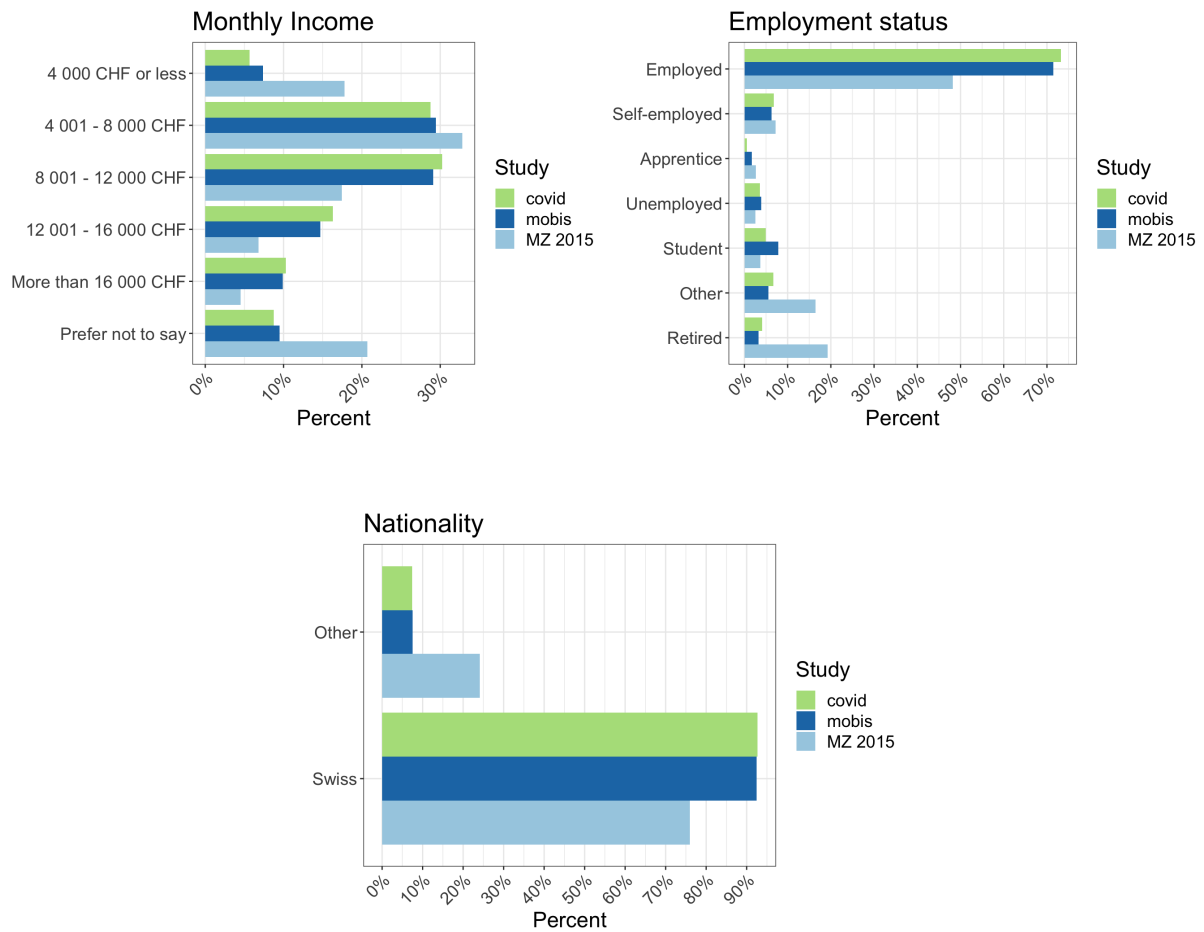 Monthly Income
4 000 CHF or less
4 001 - 8 000 CHF
8 001 - 12 000 CHF
12 001 - 16 000 CHF
More than 16 000 CHF
Prefer not to say
0% 10% 20% 30%
Percent
Study
covid
mobis
MZ 2015
Employment status
Employed
Self-employed
Apprentice
Unemployed
Student
Other
Retired
0% 10% 20% 30% 40% 50% 60% 70%
Percent
Study
covid
mobis
MZ 2015
Nationality
Other
Swiss
0% 10% 20% 30% 40% 50% 60% 70% 80% 90%
Percent
Study
covid
mobis
MZ 2015